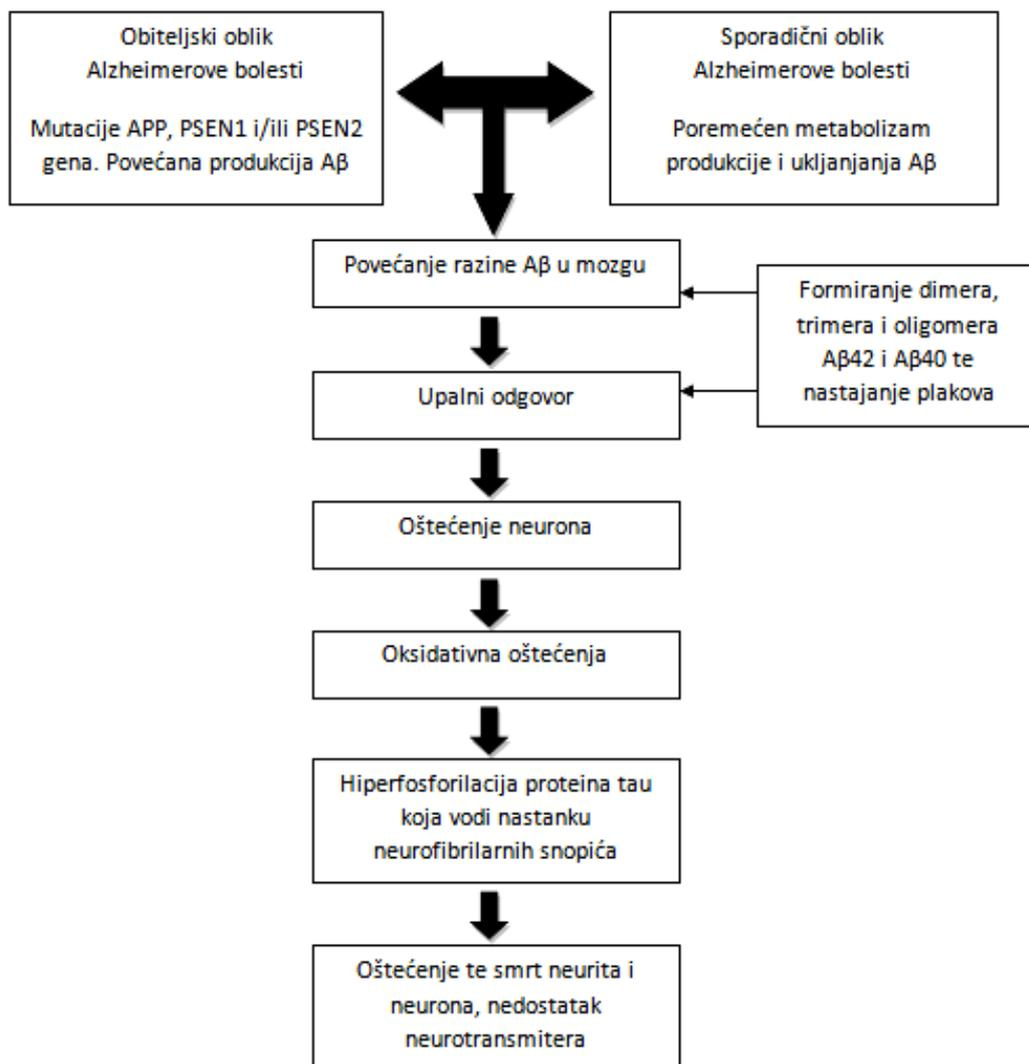 Obiteljski oblik
Alzheimerove bolesti
Mutacije APP, PSEN1 i/ili PSEN2
gena. Povećana produkcija Aβ
Sporadični oblik
Alzheimerove bolesti
Poremećen metabolizam
produkcije i ukljanjanja Aβ
Povećanje razine Aβ u mozgu
Formiranje dimera,
trimera i oligomera
Aβ42 i Aβ40 te
nastajanje plakova
Upalni odgovor
Oštećenje neurona
Oksidativna oštećenja
Hiperfosforilacija proteina tau
koja vodi nastanku
neurofibrilarnih snopića
Oštećenje te smrt neurita i
neurona, nedostatak
neurotransmitera